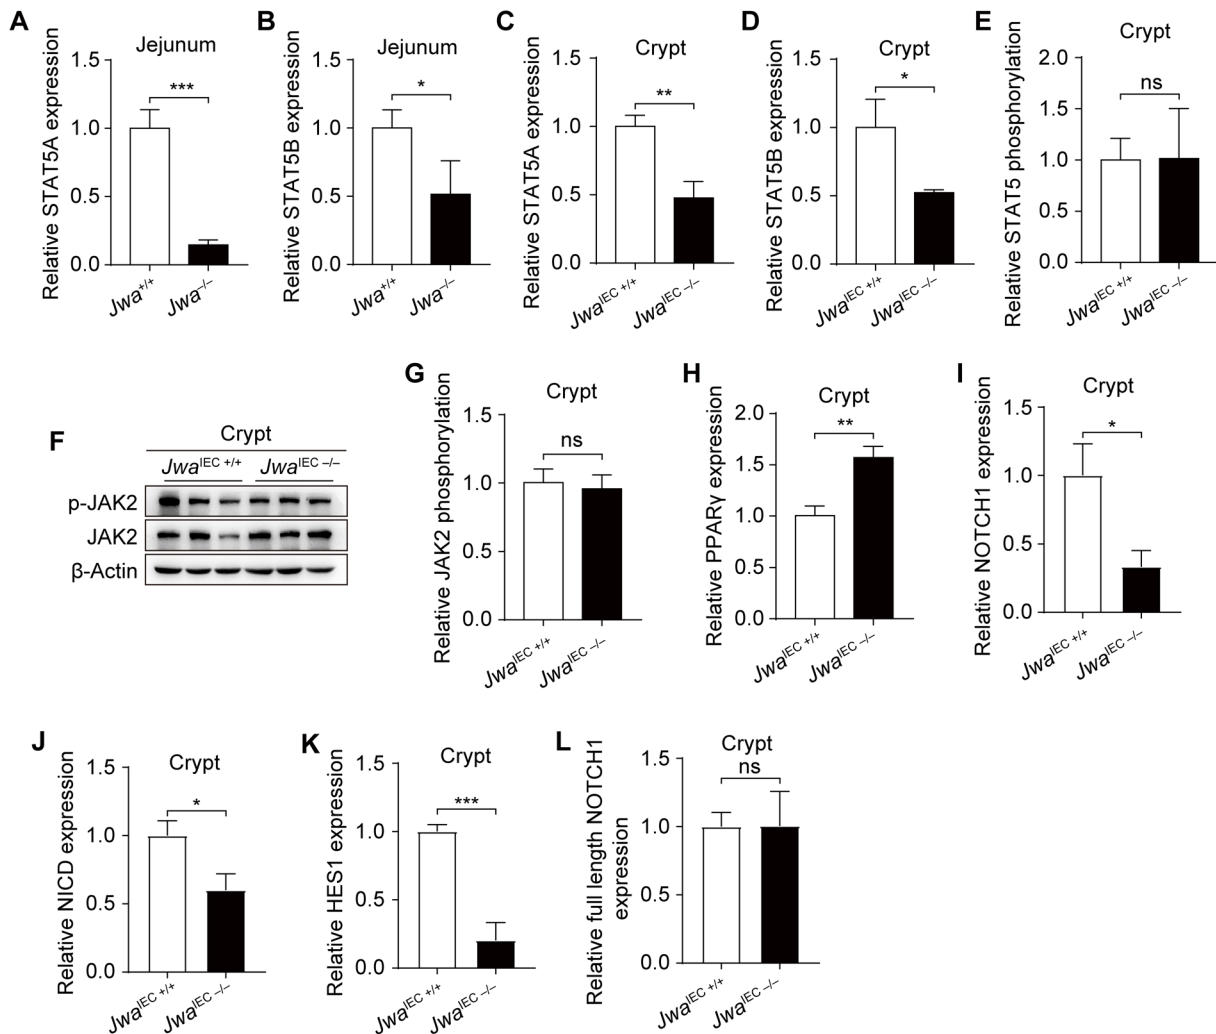 A
Jejunum
Relative STAT5A expression
1.5
1.0
0.5
0.0
***
Jwa+/+
Jwa–/–
B
Jejunum
Relative STAT5B expression
1.5
1.0
0.5
0.0
*
Jwa+/+
Jwa–/–
C
Crypt
Relative STAT5A expression
1.5
1.0
0.5
0.0
**
JwaIEC +/+
JwaIEC –/–
D
Crypt
Relative STAT5B expression
1.5
1.0
0.5
0.0
*
JwaIEC +/+
JwaIEC –/–
E
Crypt
Relative STAT5 phosphorylation
2.0
1.5
1.0
0.5
0.0
ns
JwaIEC +/+
JwaIEC –/–
F
Crypt
JwaIEC +/+ JwaIEC –/–
p-JAK2
JAK2
β-Actin
G
Crypt
Relative JAK2 phosphorylation
1.5
1.0
0.5
0.0
ns
JwaIEC +/+
JwaIEC –/–
H
Crypt
Relative PPARγ expression
2.0
1.5
1.0
0.5
0.0
**
JwaIEC +/+
JwaIEC –/–
I
Crypt
Relative NOTCH1 expression
1.5
1.0
0.5
0.0
*
JwaIEC +/+
JwaIEC –/–
J
Crypt
Relative NICD expression
1.5
1.0
0.5
0.0
*
JwaIEC +/+
JwaIEC –/–
K
Crypt
Relative HES1 expression
1.5
1.0
0.5
0.0
***
JwaIEC +/+
JwaIEC –/–
L
Crypt
Relative full length NOTCH1
expression
1.5
1.0
0.5
0.0
ns
JwaIEC +/+
JwaIEC –/–